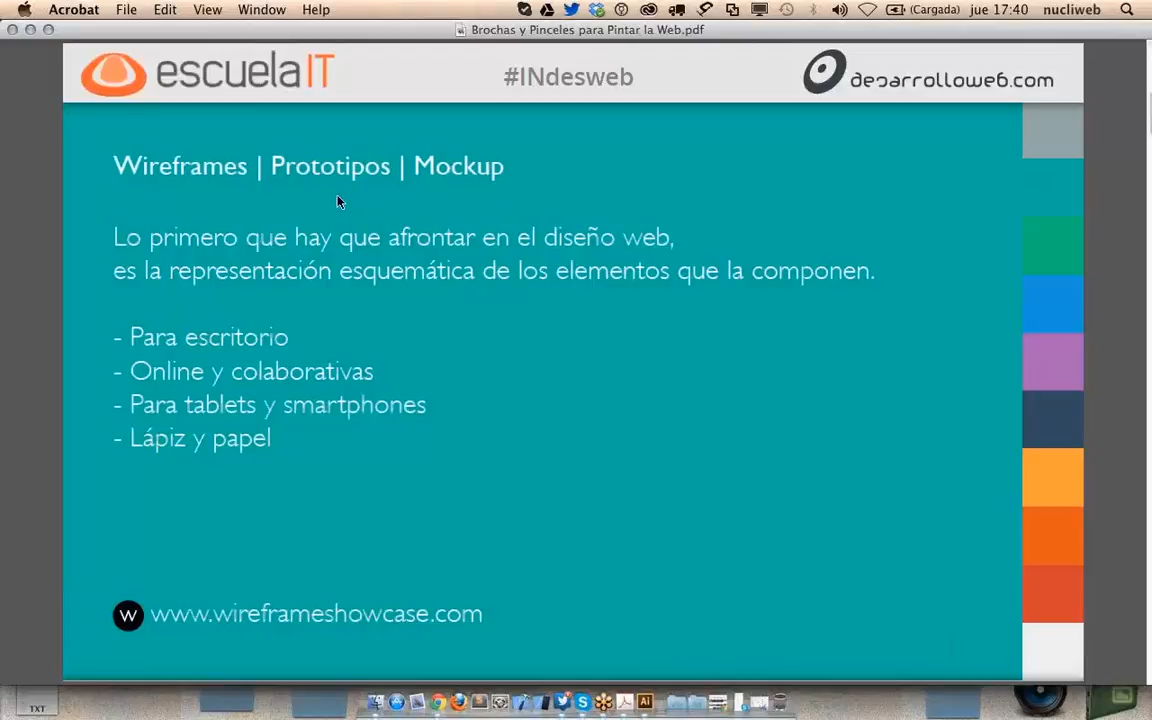 Acrobat File Edit View Window Help (Cargada) jue 17:40 nucliweb
Brochas y Pinceles para Pintar la Web.pdf
escuelaIT #INdesweb desarrolloweb.com
Wireframes | Prototipos | Mockup
Lo primero que hay que afrontar en el diseño web,
es la representación esquemática de los elementos que la componen.
- Para escritorio
- Online y colaborativas
- Para tablets y smartphones
- Lápiz y papel
w www.wireframeshowcase.com
TXT Ai